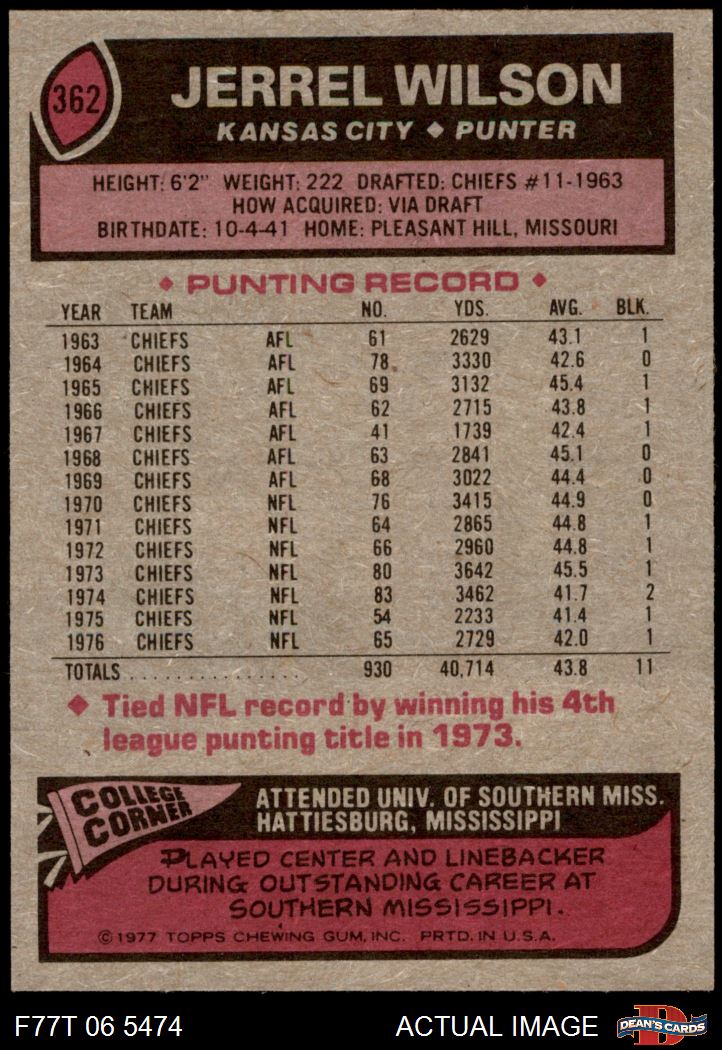 362
JERREL WILSON
KANSAS CITY ◆ PUNTER
HEIGHT: 6'2" WEIGHT: 222 DRAFTED: CHIEFS #11-1963
HOW ACQUIRED: VIA DRAFT
BIRTHDATE: 10-4-41 HOME: PLEASANT HILL, MISSOURI
◆ PUNTING RECORD ◆
YEAR TEAM NO. YDS. AVG. BLK.
1963 CHIEFS AFL 61 2629 43.1 1
1964 CHIEFS AFL 78 3330 42.6 0
1965 CHIEFS AFL 69 3132 45.4 1
1966 CHIEFS AFL 62 2715 43.8 1
1967 CHIEFS AFL 41 1739 42.4 1
1968 CHIEFS AFL 63 2841 45.1 0
1969 CHIEFS AFL 68 3022 44.4 0
1970 CHIEFS NFL 76 3415 44.9 0
1971 CHIEFS NFL 64 2865 44.8 1
1972 CHIEFS NFL 66 2960 44.8 1
1973 CHIEFS NFL 80 3642 45.5 1
1974 CHIEFS NFL 83 3462 41.7 2
1975 CHIEFS NFL 54 2233 41.4 1
1976 CHIEFS NFL 65 2729 42.0 1
TOTALS ................ 930 40,714 43.8 11
◆ Tied NFL record by winning his 4th
league punting title in 1973.
COLLEGE
CORNER
ATTENDED UNIV. OF SOUTHERN MISS.
HATTIESBURG, MISSISSIPPI
PLAYED CENTER AND LINEBACKER
DURING OUTSTANDING CAREER AT
SOUTHERN MISSISSIPPI.
©1977 TOPPS CHEWING GUM, INC. PRTD. IN U.S.A.
F77T 06 5474 ACTUAL IMAGE
D
DEAN'S CARDS